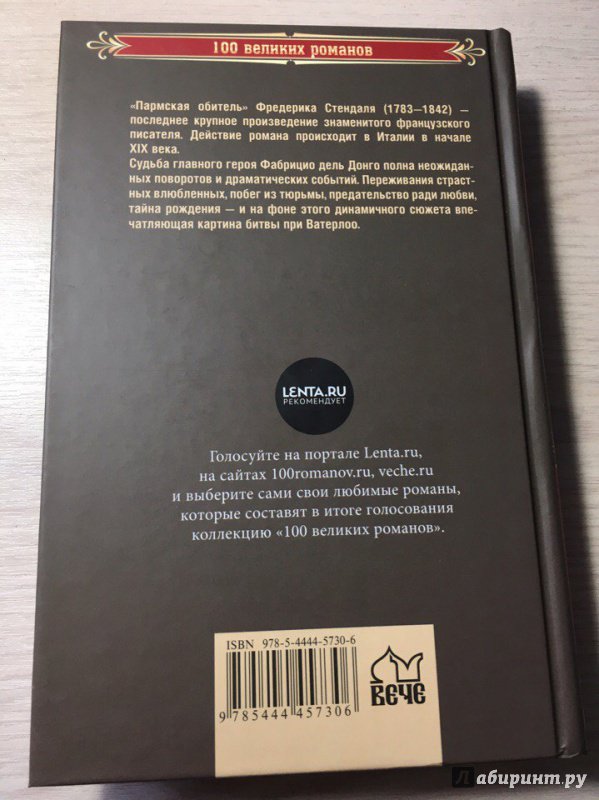 100 великих романов
«Пармская обитель» Фредерика Стендаля (1783—1842) —
последнее крупное произведение знаменитого французского
писателя. Действие романа происходит в Италии в начале
XIX века.
Судьба главного героя Фабрицио дель Донго полна неожидан-
ных поворотов и драматических событий. Переживания страст-
ных влюбленных, побег из тюрьмы, предательство ради любви,
тайна рождения — и на фоне этого динамичного сюжета впе-
чатляющая картина битвы при Ватерлоо.
LENTA.RU
РЕКОМЕНДУЕТ
Голосуйте на портале Lenta.ru,
на сайтах 100romanov.ru, veche.ru
и выберите сами свои любимые романы,
которые составят в итоге голосования
коллекцию «100 великих романов».
ISBN 978-5-4444-5730-6
9 785444 457306
ВЕЧЕ
Лабиринт.ру